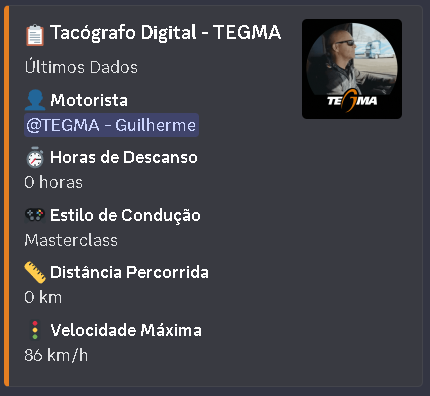 Tacógrafo Digital - TEGMA
Últimos Dados
Motorista
@TEGMA - Guilherme
Horas de Descanso
0 horas
Estilo de Condução
Masterclass
Distância Percorrida
0 km
Velocidade Máxima
86 km/h
TEGMA